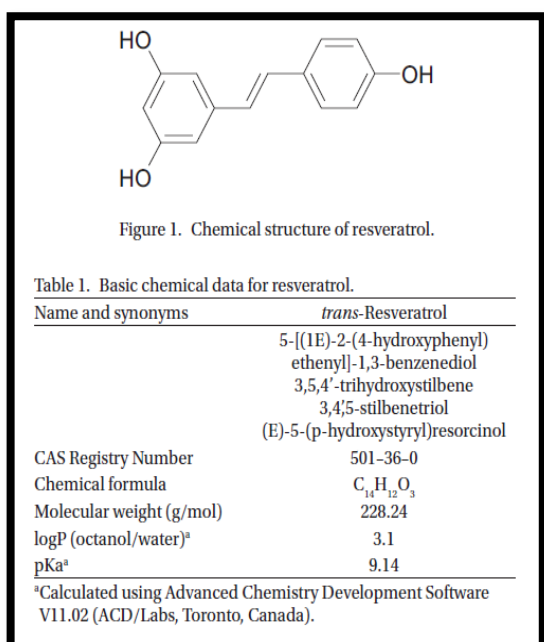 HO
OH
HO
Figure 1. Chemical structure of resveratrol.
Table 1. Basic chemical data for resveratrol.
Name and synonyms trans-Resveratrol
5-[(1E)-2-(4-hydroxyphenyl)
ethenyl]-1,3-benzenediol
3,5,4'-trihydroxystilbene
3,4',5-stilbenetriol
(E)-5-(p-hydroxystyryl)resorcinol
CAS Registry Number 501–36–0
Chemical formula C₁₄H₁₂O₃
Molecular weight (g/mol) 228.24
logP (octanol/water)ᵃ 3.1
pKaᵃ 9.14
ᵃCalculated using Advanced Chemistry Development Software
V11.02 (ACD/Labs, Toronto, Canada).